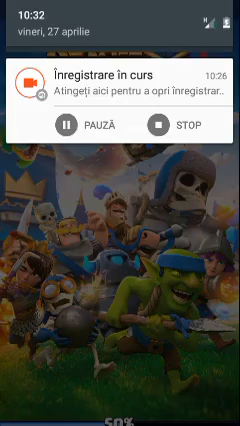 10:32
vineri, 27 aprilie
Înregistrare în curs
10:26
Atingeți aici pentru a opri înregistrar..
PAUZĂ
STOP
50%